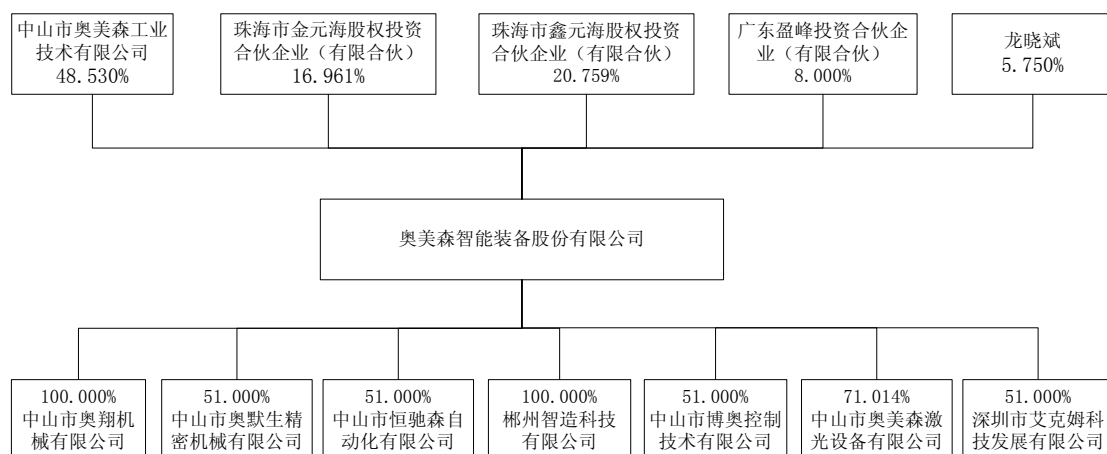 中山市奥美森工业
技术有限公司
48.530%
珠海市金元海股权投资
合伙企业（有限合伙）
16.961%
珠海市鑫元海股权投资
合伙企业（有限合伙）
20.759%
广东盈峰投资合伙企
业（有限合伙）
8.000%
龙晓斌
5.750%
奥美森智能装备股份有限公司
100.000%
中山市奥翔机
械有限公司
51.000%
中山市奥默生精
密机械有限公司
51.000%
中山市恒驰森自
动化有限公司
100.000%
郴州智造科技
有限公司
51.000%
中山市博奥控制
技术有限公司
71.014%
中山市奥美森激
光设备有限公司
51.000%
深圳市艾克姆科
技发展有限公司